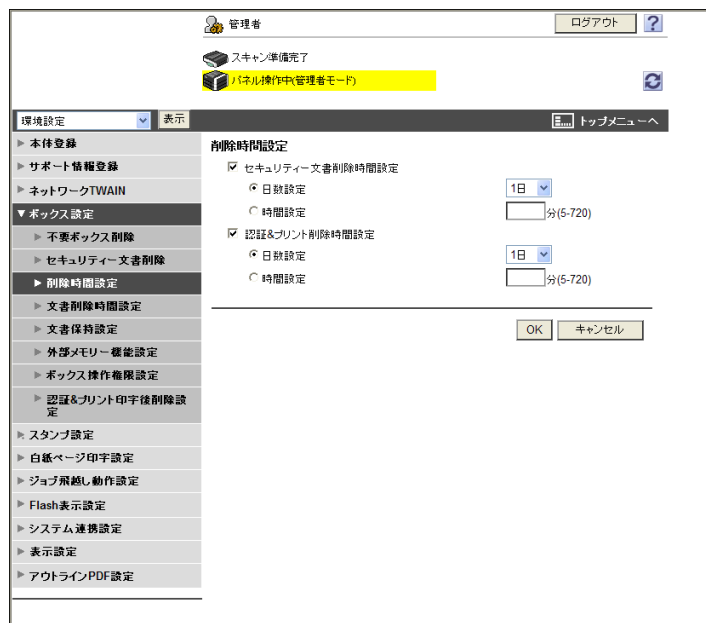 管理者
ログアウト
?
スキャン準備完了
パネル操作中(管理者モード)
環境設定
表示
トップメニューへ
本体登録
サポート情報登録
ネットワークTWAIN
ボックス設定
不要ボックス削除
セキュリティー文書削除
削除時間設定
文書削除時間設定
文書保持設定
外部メモリー機能設定
ボックス操作権限設定
認証&プリント印字後削除設
定
スタンプ設定
白紙ページ印字設定
ジョブ飛越し動作設定
Flash表示設定
システム連携設定
表示設定
アウトラインPDF設定
削除時間設定
セキュリティー文書削除時間設定
日数設定 1日
時間設定 分(5-720)
認証&プリント削除時間設定
日数設定 1日
時間設定 分(5-720)
OK キャンセル